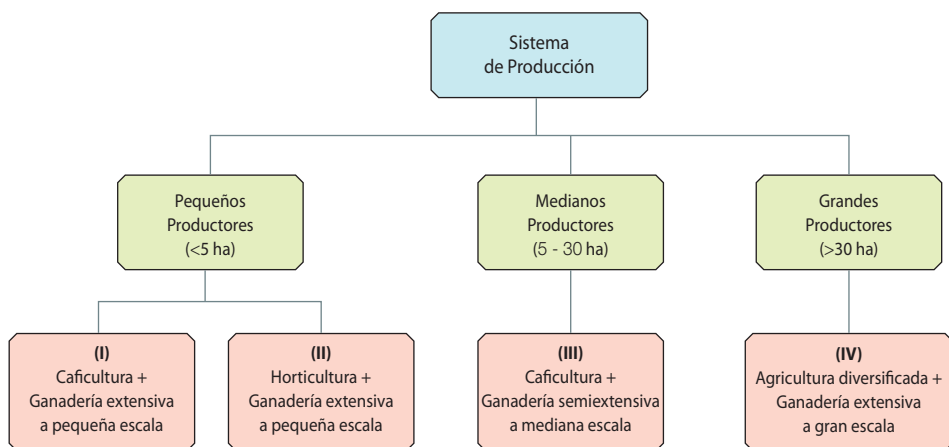 Sistema
de Producción
Pequeños
Productores
(<5 ha)
Medianos
Productores
(5 - 30 ha)
Grandes
Productores
(>30 ha)
(I)
Caficultura +
Ganadería extensiva
a pequeña escala
(II)
Horticultura +
Ganadería extensiva
a pequeña escala
(III)
Caficultura +
Ganadería semiextensiva
a mediana escala
(IV)
Agricultura diversificada +
Ganadería extensiva
a gran escala